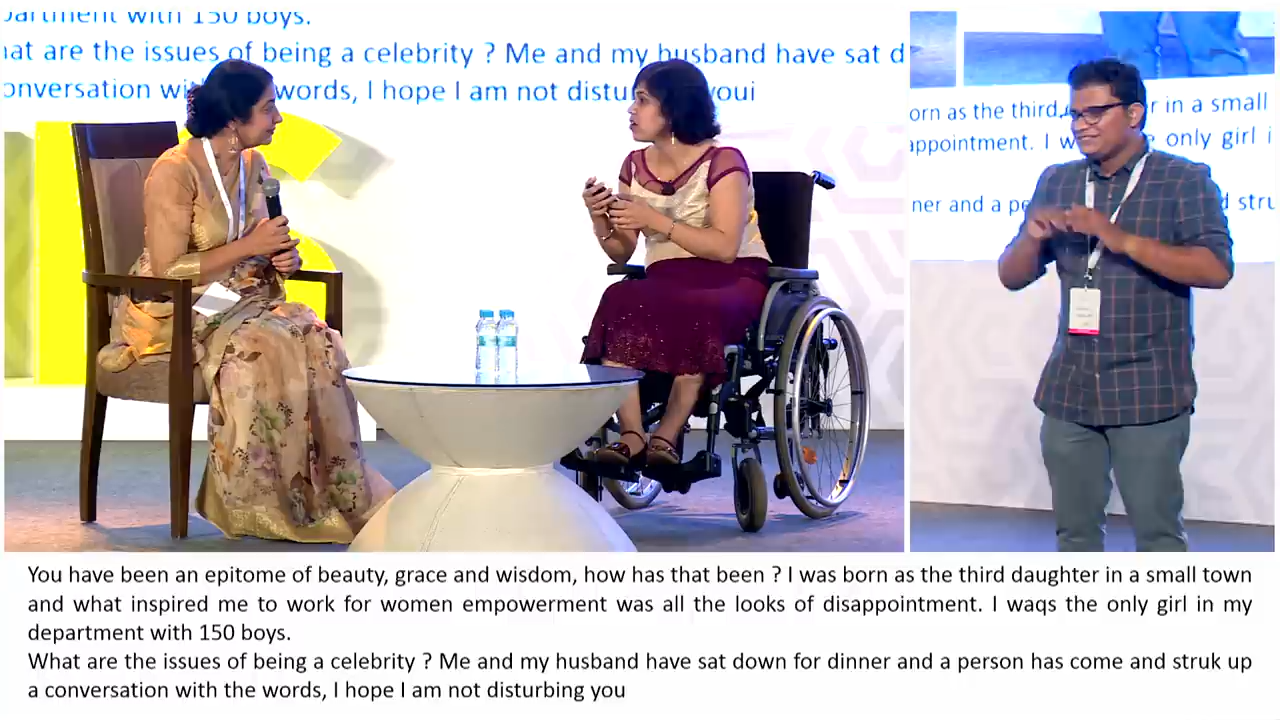 partment with 150 boys.
hat are the issues of being a celebrity ? Me and my husband have sat d
onversation wi words, I hope I am not distu youi
orn as the third, er in a small
appointment. I w e only girl i
ner and a pe d stru
You have been an epitome of beauty, grace and wisdom, how has that been ? I was born as the third daughter in a small town
and what inspired me to work for women empowerment was all the looks of disappointment. I waqs the only girl in my
department with 150 boys.
What are the issues of being a celebrity ? Me and my husband have sat down for dinner and a person has come and struk up
a conversation with the words, I hope I am not disturbing you